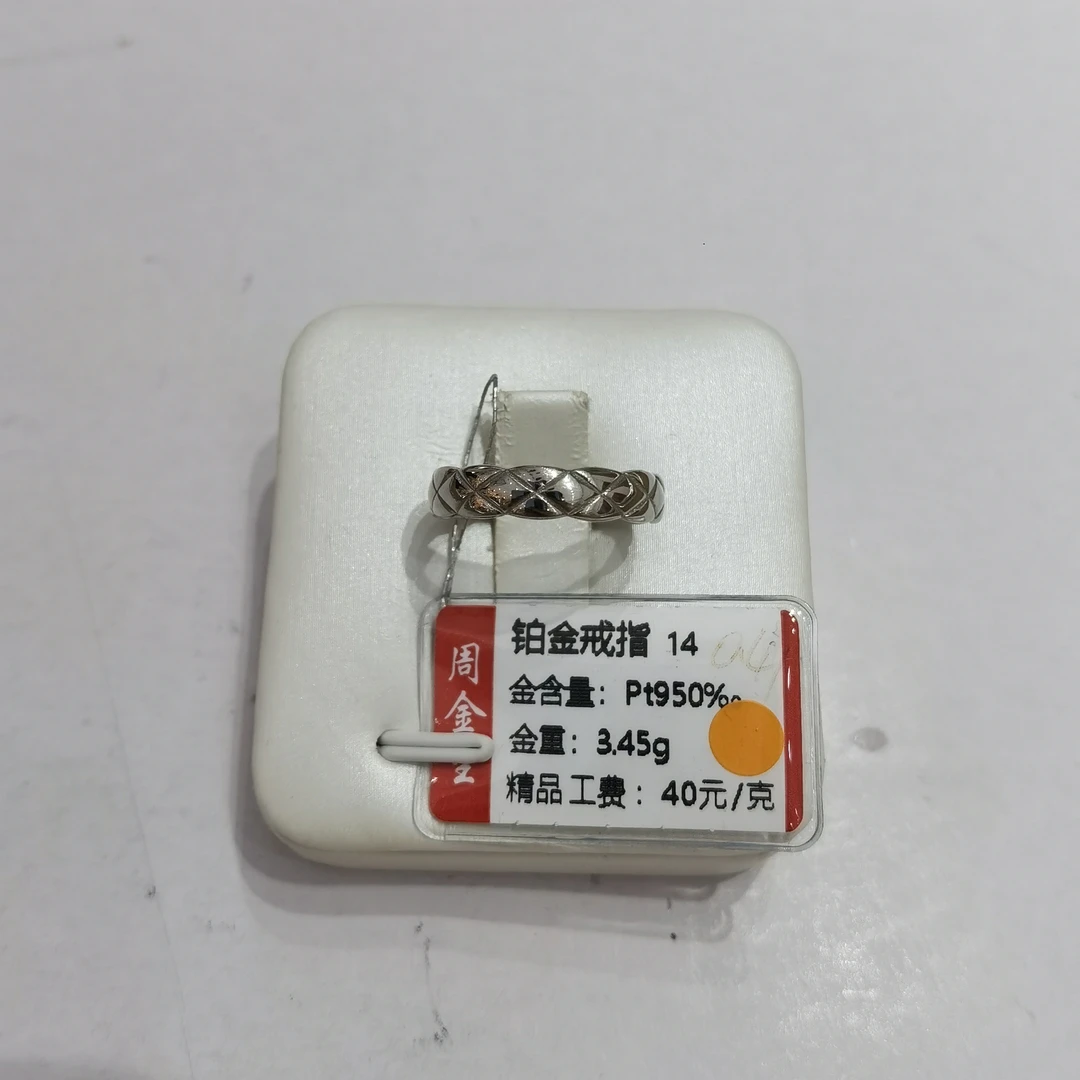 周金
铂金戒指 14
金含量：Pt950‰
金重：3.45g
精品工费：40元/克